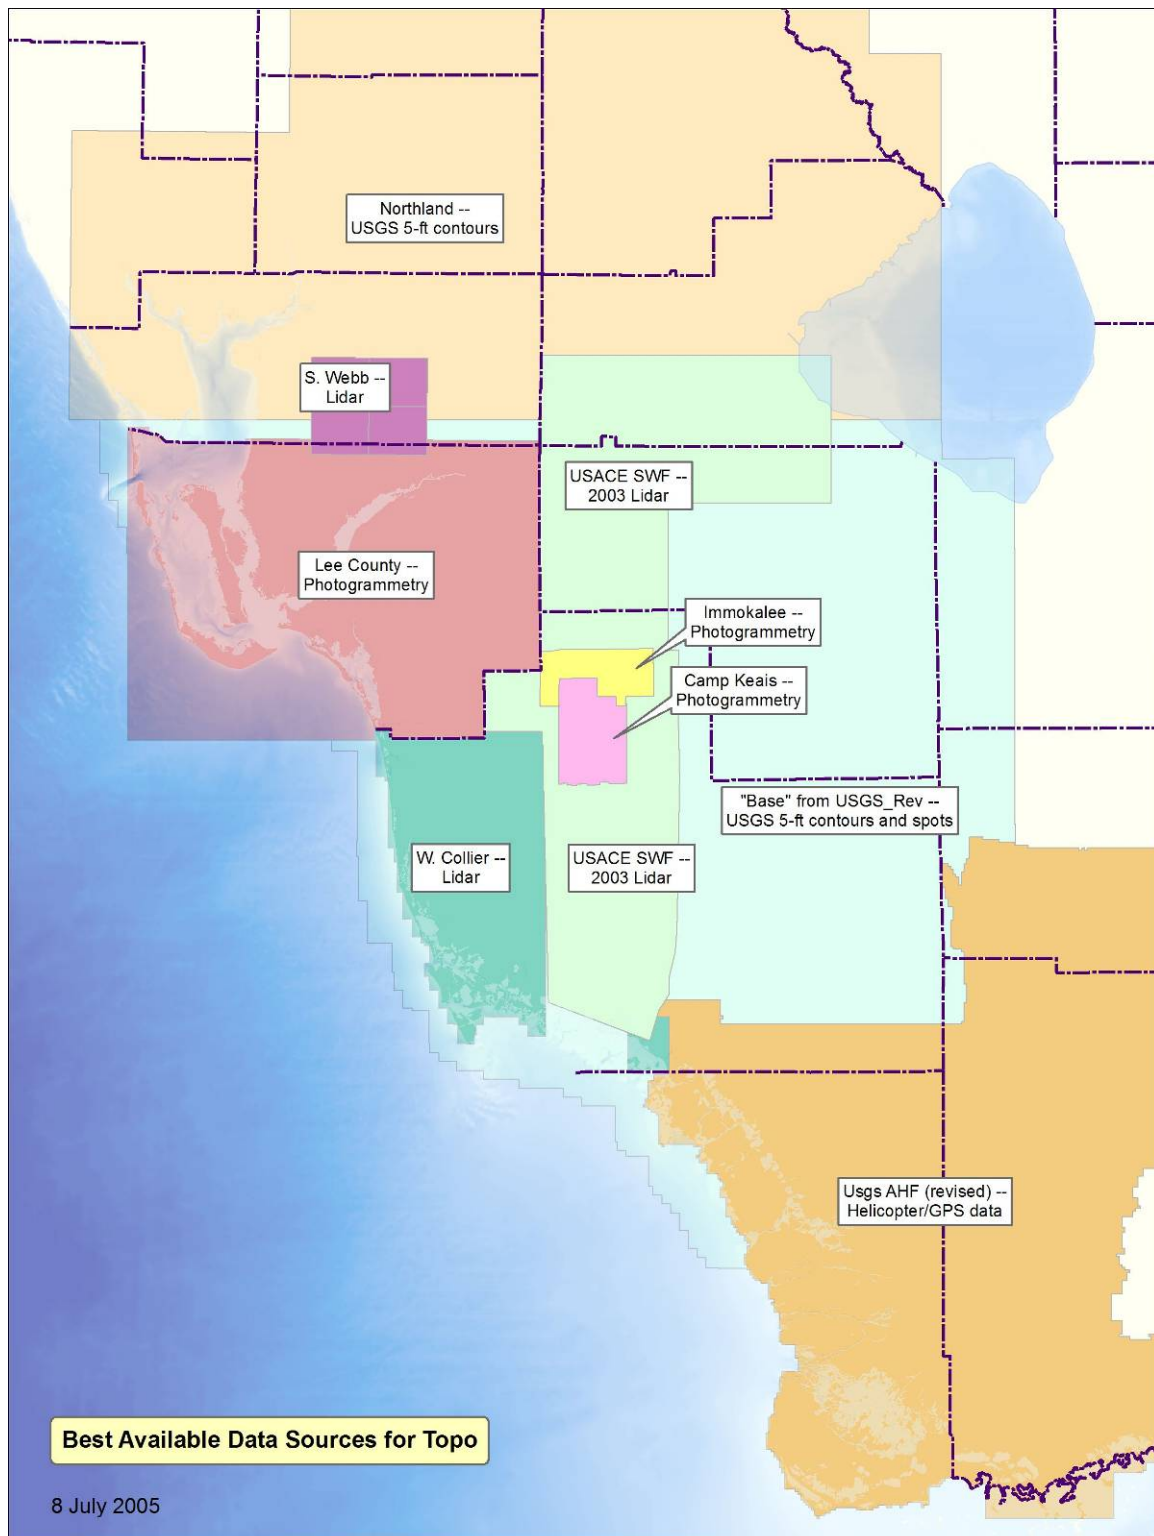 Northland --
USGS 5-ft contours
S. Webb --
Lidar
USACE SWF --
2003 Lidar
Lee County --
Photogrammetry
Immokalee --
Photogrammetry
Camp Keais --
Photogrammetry
"Base" from USGS_Rev --
USGS 5-ft contours and spots
W. Collier --
Lidar
USACE SWF --
2003 Lidar
Usgs AHF (revised) --
Helicopter/GPS data
Best Available Data Sources for Topo
8 July 2005